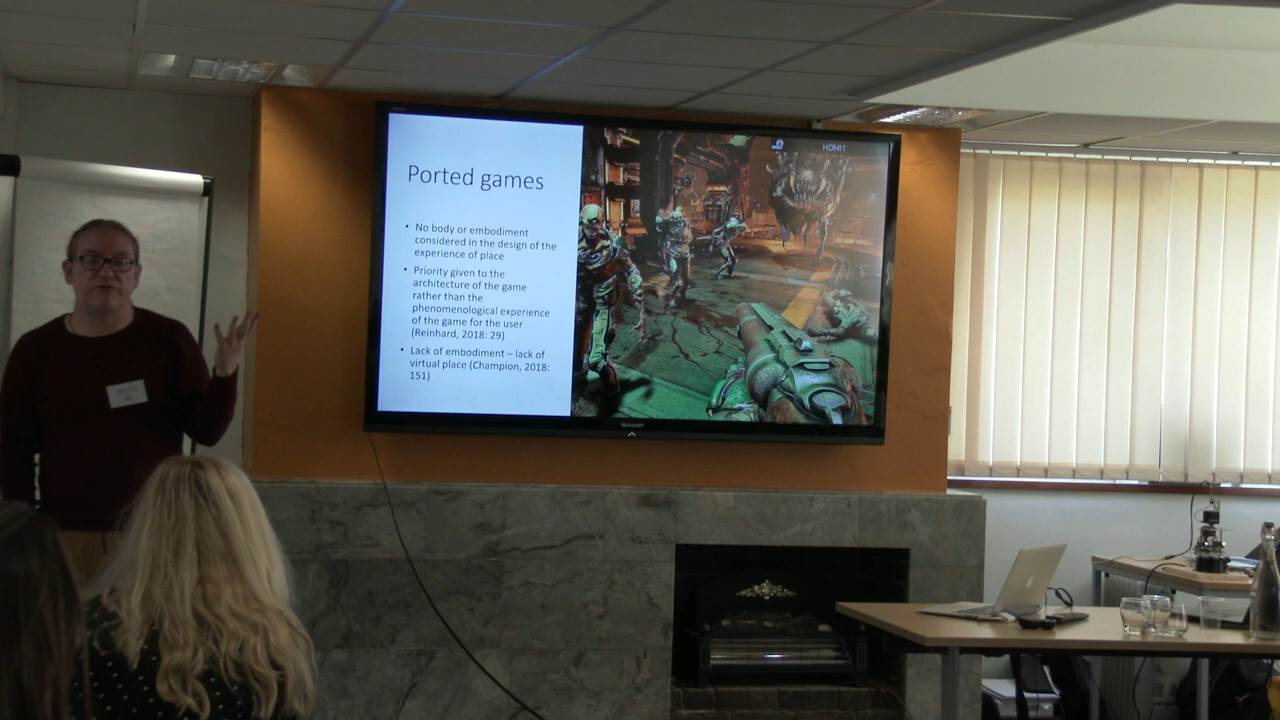 HDMI1
Ported games
• No body or embodiment
considered in the design of the
experience of place
• Priority given to the
architecture of the game
rather than the
phenomenological experience
of the game for the user
(Reinhard, 2018: 29)
• Lack of embodiment – lack of
virtual place (Champion, 2018:
151)
SHARP